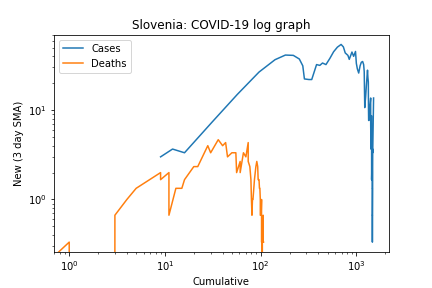 Slovenia: COVID-19 log graph
Cases
Deaths
New (3 day SMA)
10¹
10⁰
10⁰ 10¹ 10² 10³
Cumulative